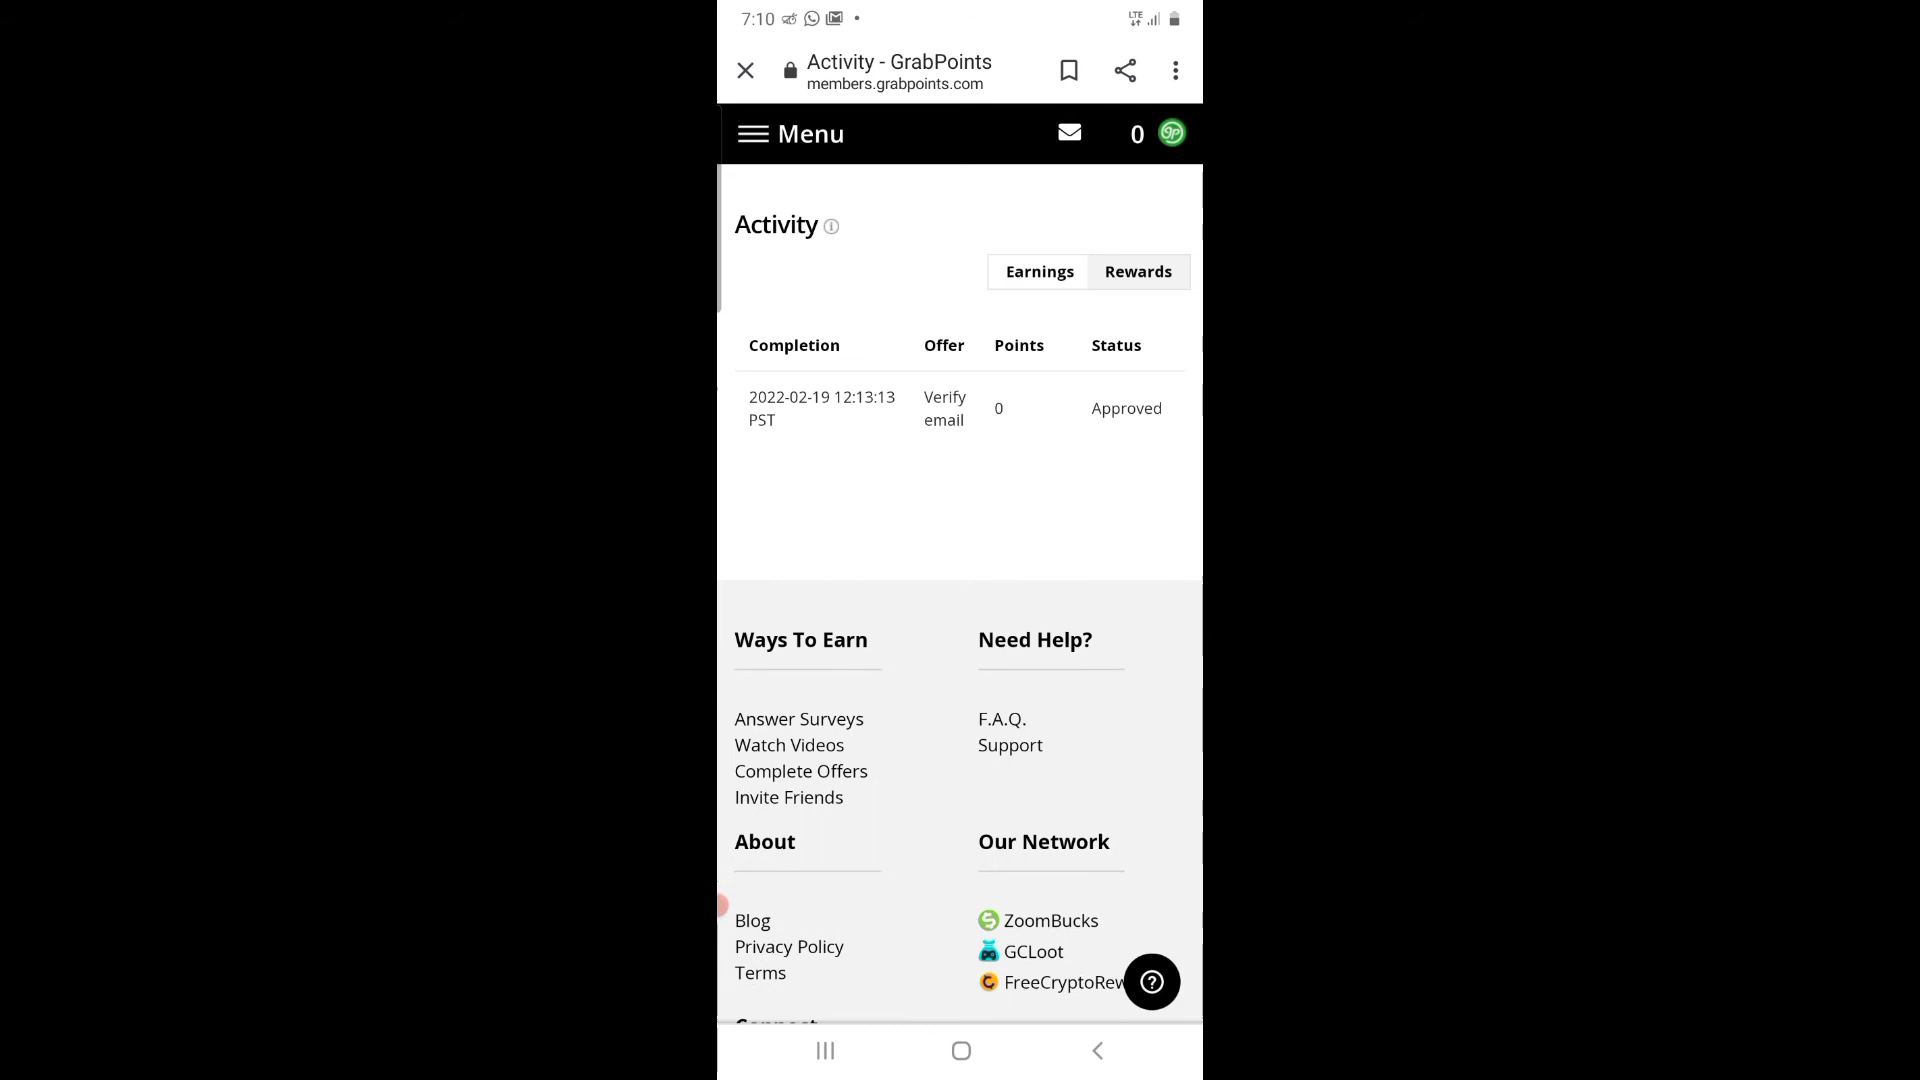 7:10
LTE
Activity - GrabPoints
members.grabpoints.com
Menu
0
gp
Activity
Earnings Rewards
Completion Offer Points Status
2022-02-19 12:13:13 Verify 0 Approved
PST email
Ways To Earn
Answer Surveys
Watch Videos
Complete Offers
Invite Friends
Need Help?
F.A.Q.
Support
About
Blog
Privacy Policy
Terms
Our Network
ZoomBucks
GCLoot
FreeCryptoRew